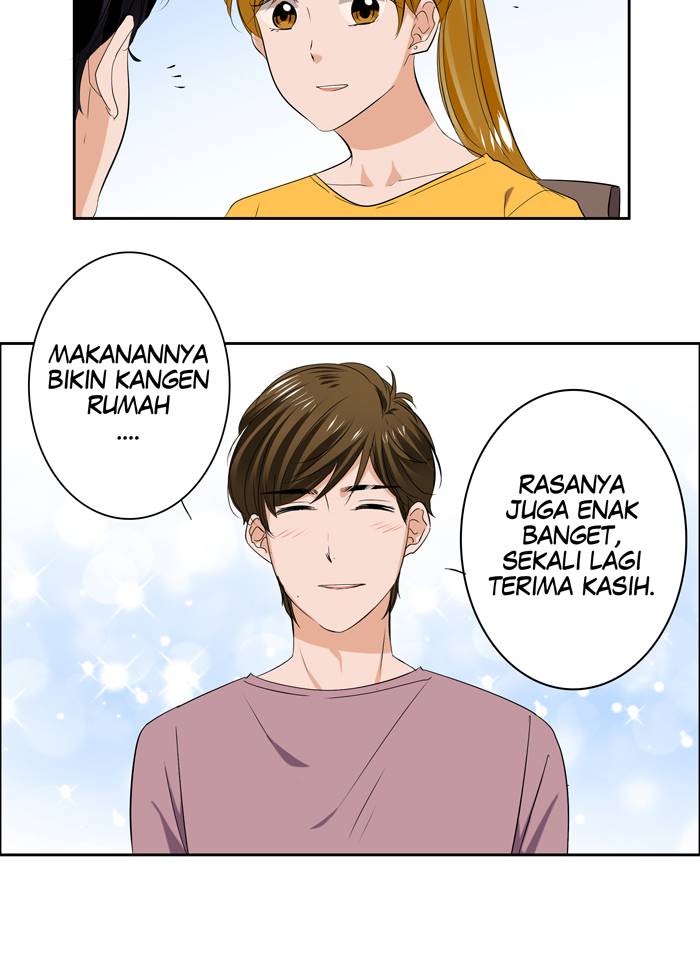 MAKANANNYA
BIKIN KANGEN
RUMAH
....
RASANYA
JUGA ENAK
BANGET,
SEKALI LAGI
TERIMA KASIH.